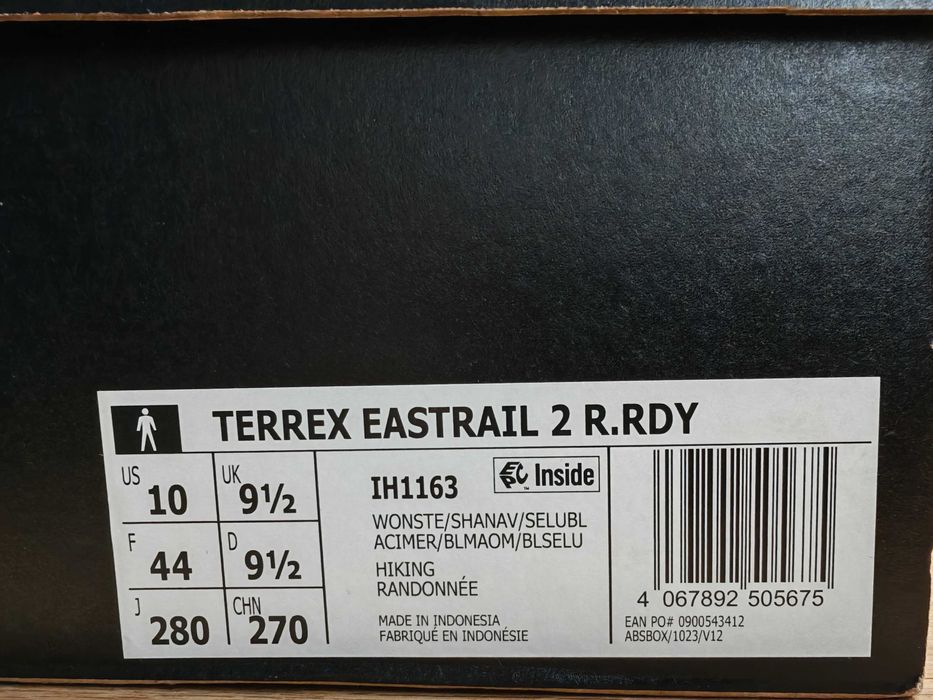 TERREX EASTRAIL 2 R.RDY
US 10 UK 9½
F 44 D 9½
J 280 CHN 270
IH1163
EPC Inside
TM
WONSTE/SHANAV/SELUBL
ACIMER/BLMAOM/BLSELU
HIKING
RANDONNÉE
MADE IN INDONESIA
FABRIQUÉ EN INDONÉSIE
4 067892 505675
EAN PO# 0900543412
ABSBOX/1023/V12